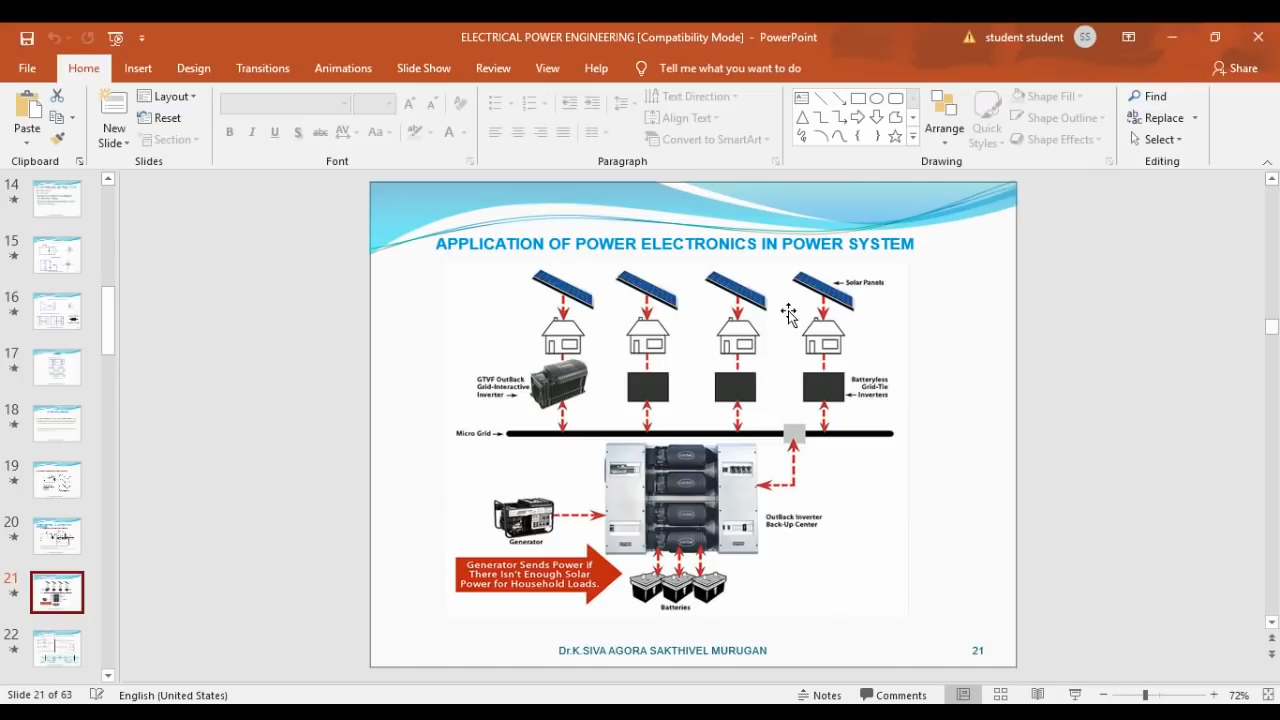 ELECTRICAL POWER ENGINEERING [Compatibility Mode] - PowerPoint
student student
SS
File
Home
Insert
Design
Transitions
Animations
Slide Show
Review
View
Help
Tell me what you want to do
Share
Paste
New
Slide
Layout
Reset
Section
B I U S abc AV Aa
A A
A
Text Direction
Align Text
Convert to SmartArt
Arrange
Quick
Styles
Shape Fill
Shape Outline
Shape Effects
Find
Replace
Select
Clipboard
Slides
Font
Paragraph
Drawing
Editing
14
15
16
17
18
19
20
21
22
APPLICATION OF POWER ELECTRONICS IN POWER SYSTEM
Solar Panels
GTVF OutBack
Grid-Interactive
Inverter
Batteryless
Grid-Tie
Inverters
Micro Grid
OutBack Inverter
Back-Up Center
Generator
Generator Sends Power if
There Isn't Enough Solar
Power for Household Loads.
Batteries
Dr.K.SIVA AGORA SAKTHIVEL MURUGAN
21
Slide 21 of 63
English (United States)
Notes
Comments
72%